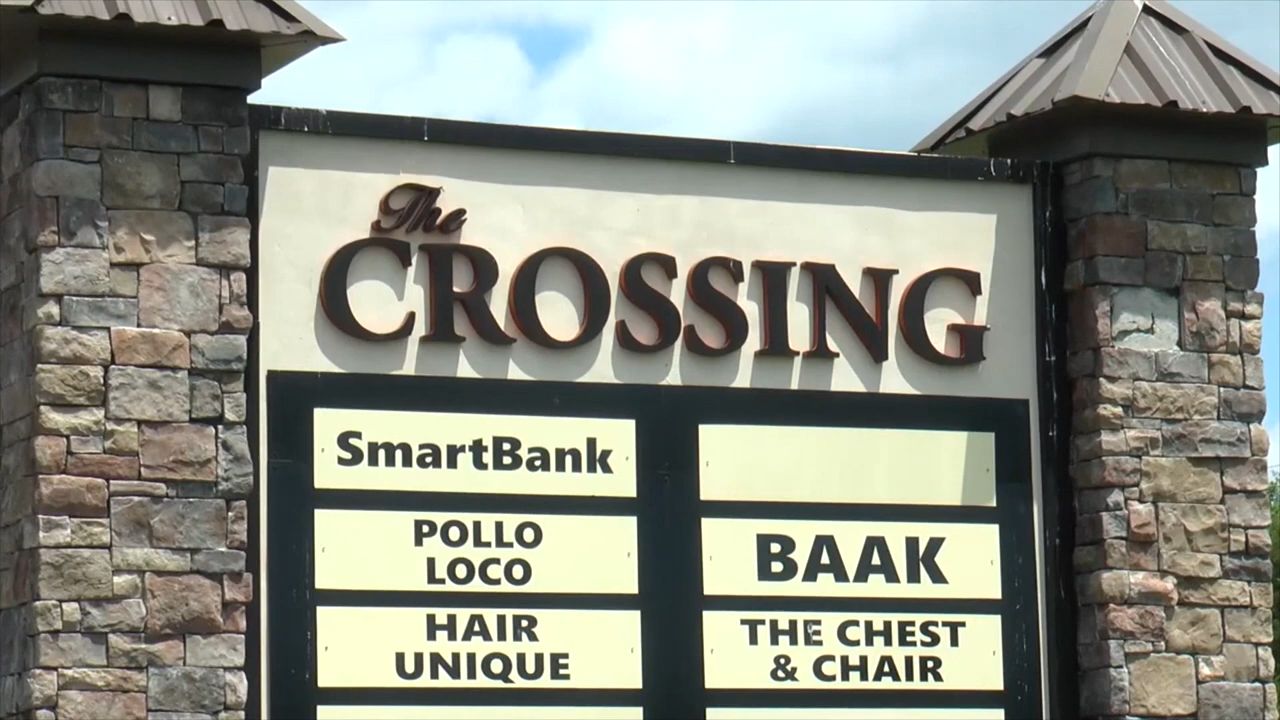 The
CROSSING
SmartBank
POLLO
LOCO
BAAK
HAIR
UNIQUE
THE CHEST
& CHAIR